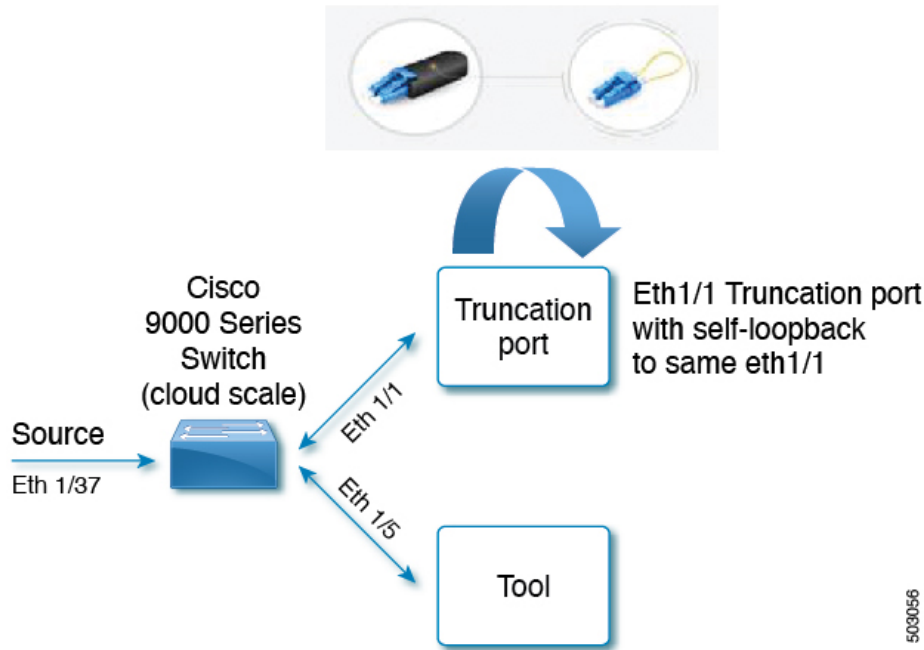 Cisco
9000 Series
Switch
(cloud scale)
Source
Eth 1/37
Eth 1/1
Eth 1/5
Truncation
port
Eth1/1 Truncation port
with self-loopback
to same eth1/1
Tool
503056